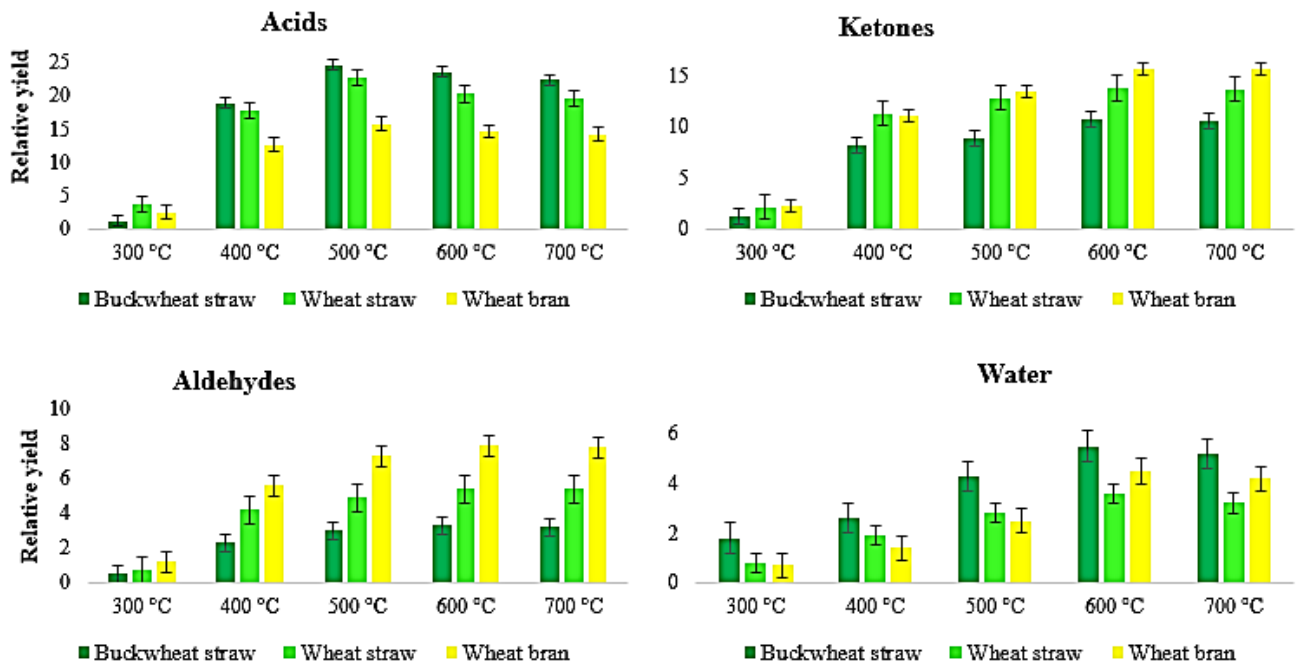 Acids
Relative yield
25
20
15
10
5
0
300 °C 400 °C 500 °C 600 °C 700 °C
Buckwheat straw Wheat straw Wheat bran
Ketones
15
10
5
0
300 °C 400 °C 500 °C 600 °C 700 °C
Buckwheat straw Wheat straw Wheat bran
Aldehydes
Relative yield
10
8
6
4
2
0
300 °C 400 °C 500 °C 600 °C 700 °C
Buckwheat straw Wheat straw Wheat bran
Water
6
4
2
0
300 °C 400 °C 500 °C 600 °C 700 °C
Buckwheat straw Wheat straw Wheat bran